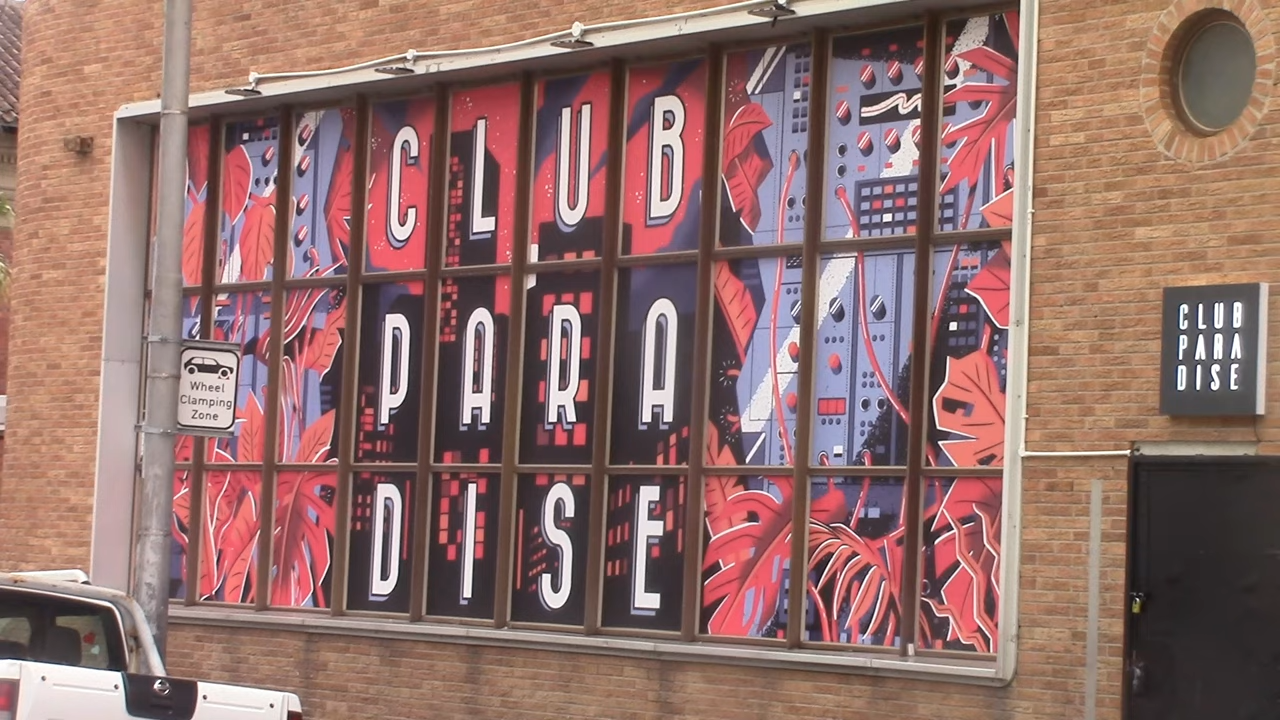 CLUB
PARA
DISE
Wheel
Clamping
Zone
CLUB
PARA
DISE